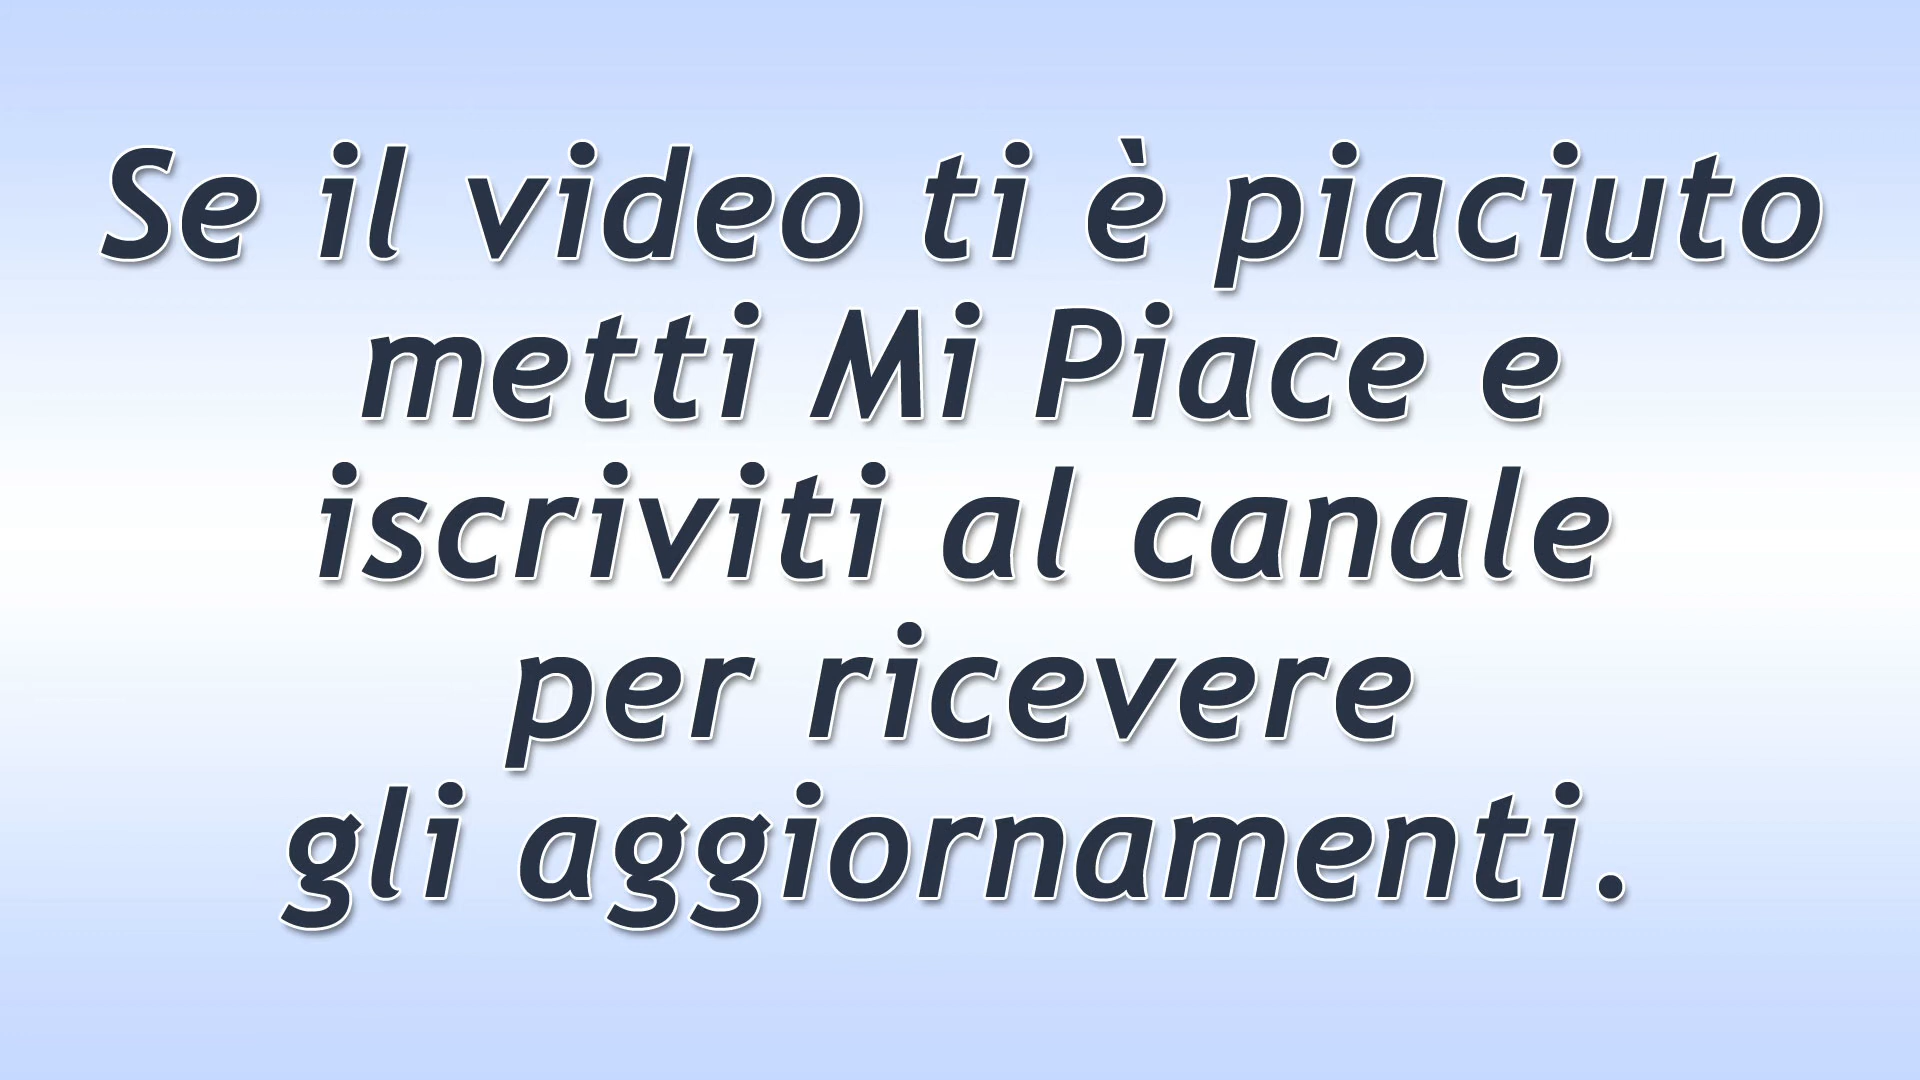 Se il video ti è piaciuto
metti Mi Piace e
iscriviti al canale
per ricevere
gli aggiornamenti.